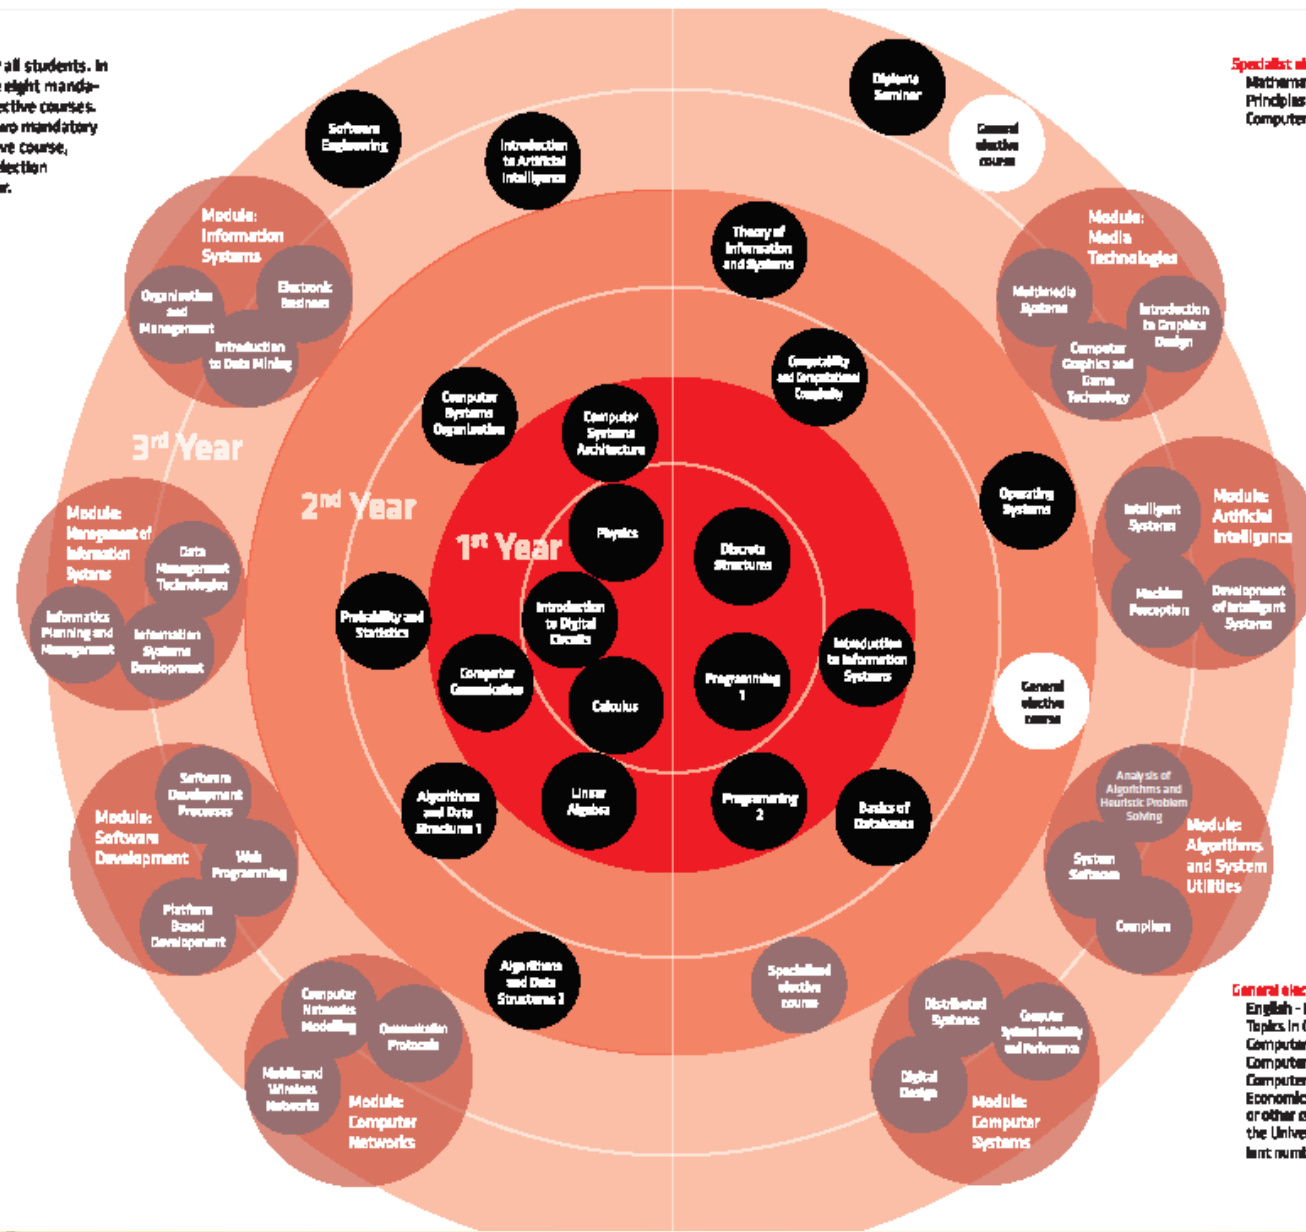 all students. In
eight manda-
ective courses.
two mandatory
ve course,
election
r.
Software
Engineering
Introduction
to Artificial
Intelligence
Diploma
Seminar
General
elective
course
Specialist el
Mathema
Principles
Computer
Module:
Information
Systems
Organisation
and
Management
Electronic
Business
Introduction
to Data Mining
Theory of
Information
and Systems
Module:
Media
Technologies
Multimedia
Systems
Introduction
to Graphics
Design
Computer
Graphics and
Game
Technology
Computability
and Computational
Complexity
Computer
Systems
Organisation
Computer
Systems
Architecture
3rd Year
2nd Year
1st Year
Physics
Discrete
Structures
Operating
Systems
Module:
Artificial
Intelligence
Intelligent
Systems
Machine
Perception
Development
of Intelligent
Systems
Module:
Management of
Information
Systems
Data
Management
Technologies
Informatics
Planning and
Management
Information
Systems
Development
Probability and
Statistics
Introduction
to Digital
Circuits
Computer
Communication
Calculus
Programming
1
Introduction
to Information
Systems
General
elective
course
Module:
Software
Development
Software
Development
Processes
Web
Programming
Platform
Based
Development
Algorithms
and Data
Structures 1
Linear
Algebra
Programming
2
Basics of
Databases
Analysis of
Algorithms and
Heuristic Problem
Solving
Module:
Algorithms
and System
Utilities
System
Software
Compilers
Algorithms
and Data
Structures 2
Specialised
elective
course
Computer
Networks
Modelling
Communication
Protocols
Mobile and
Wireless
Networks
Module:
Computer
Networks
Distributed
Systems
Computer
Systems Reliability
and Performance
Digital
Design
Module:
Computer
Systems
General elec
English -
Topics in
Computer
Computer
Computer
Economics
or other
the Unive
lent numb